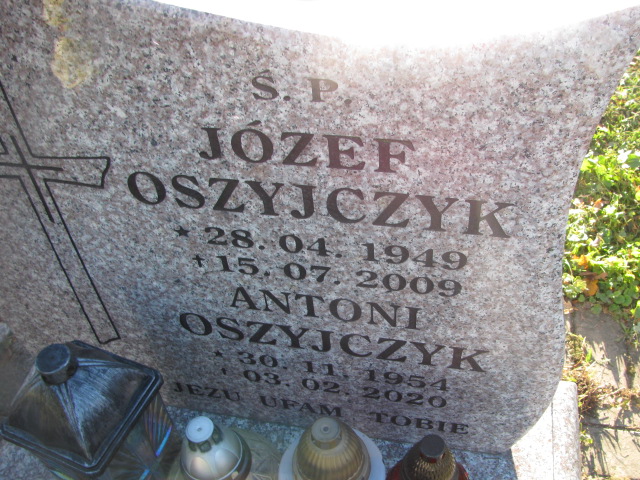 Ś. P.
JÓZEF
OSZYJCZYK
* 28. 04. 1949
† 15. 07. 2009
ANTONI
OSZYJCZYK
* 30. 11. 1954
† 03. 02. 2020
JEZU UFAM TOBIE